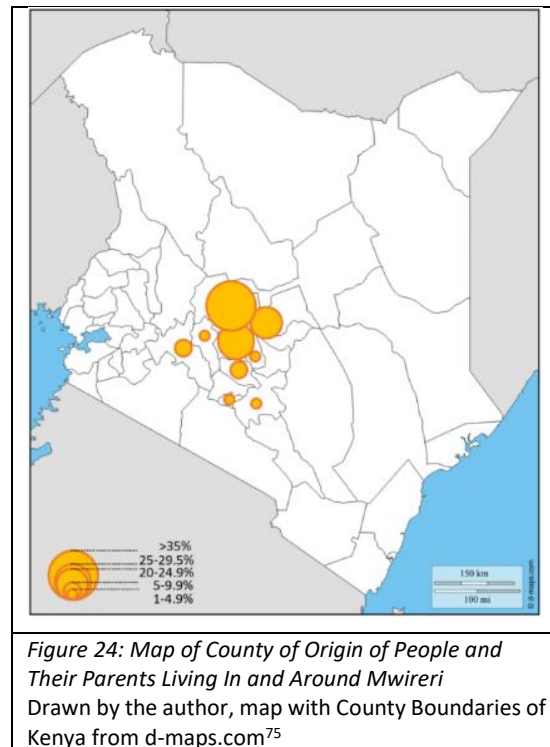 >35%
25-29.5%
20-24.9%
5-9.9%
1-4.9%
150 km
100 mi
© d-maps.com
Figure 24: Map of County of Origin of People and
Their Parents Living In and Around Mwireri
Drawn by the author, map with County Boundaries of
Kenya from d-maps.com75